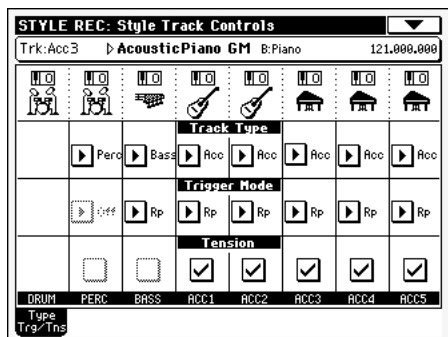 STYLE REC: Style Track Controls
Trk:Acc3 AcousticPiano GM B:Piano 121.000.000
Track Type
Perc Bass Acc Acc Acc Acc Acc
Trigger Mode
Off Rp Rp Rp Rp Rp Rp
Tension
DRUM PERC BASS ACC1 ACC2 ACC3 ACC4 ACC5
Type
Trg/Tns